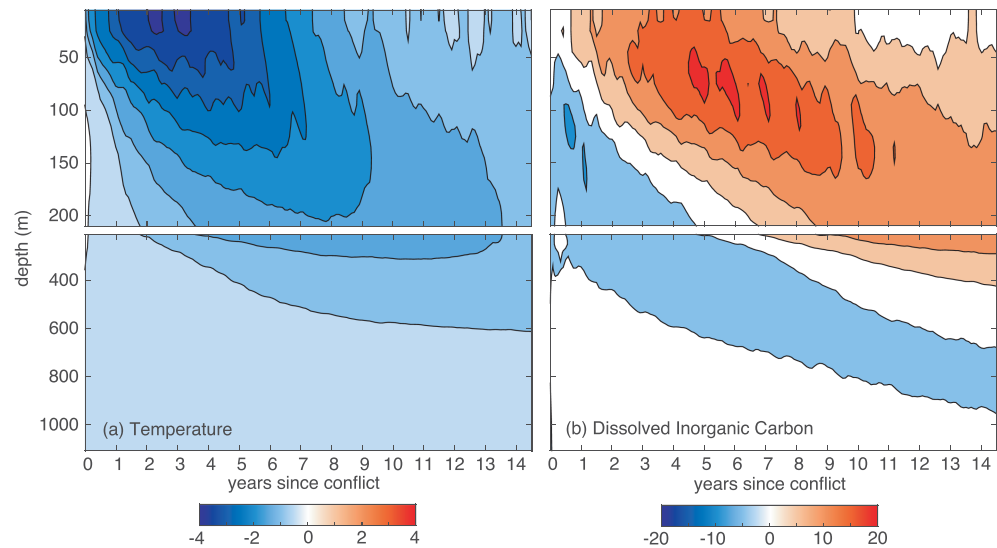 50
100
150
200
depth (m)
400
600
800
1000
(a) Temperature
(b) Dissolved Inorganic Carbon
0 1 2 3 4 5 6 7 8 9 10 11 12 13 14
0 1 2 3 4 5 6 7 8 9 10 11 12 13 14
years since conflict
years since conflict
-4 -2 0 2 4
-20 -10 0 10 20